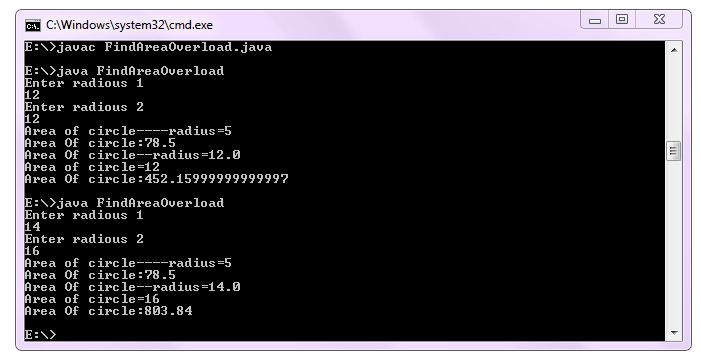 C:\Windows\system32\cmd.exe
E:\>javac FindAreaOverload.java
E:\>java FindAreaOverload
Enter radious 1
12
Enter radious 2
12
Area of circle----radius=5
Area Of circle:78.5
Area Of circle--radius=12.0
Area of circle=12
Area Of circle:452.15999999999997
E:\>java FindAreaOverload
Enter radious 1
14
Enter radious 2
16
Area of circle----radius=5
Area Of circle:78.5
Area Of circle--radius=14.0
Area of circle=16
Area Of circle:803.84
E:\>